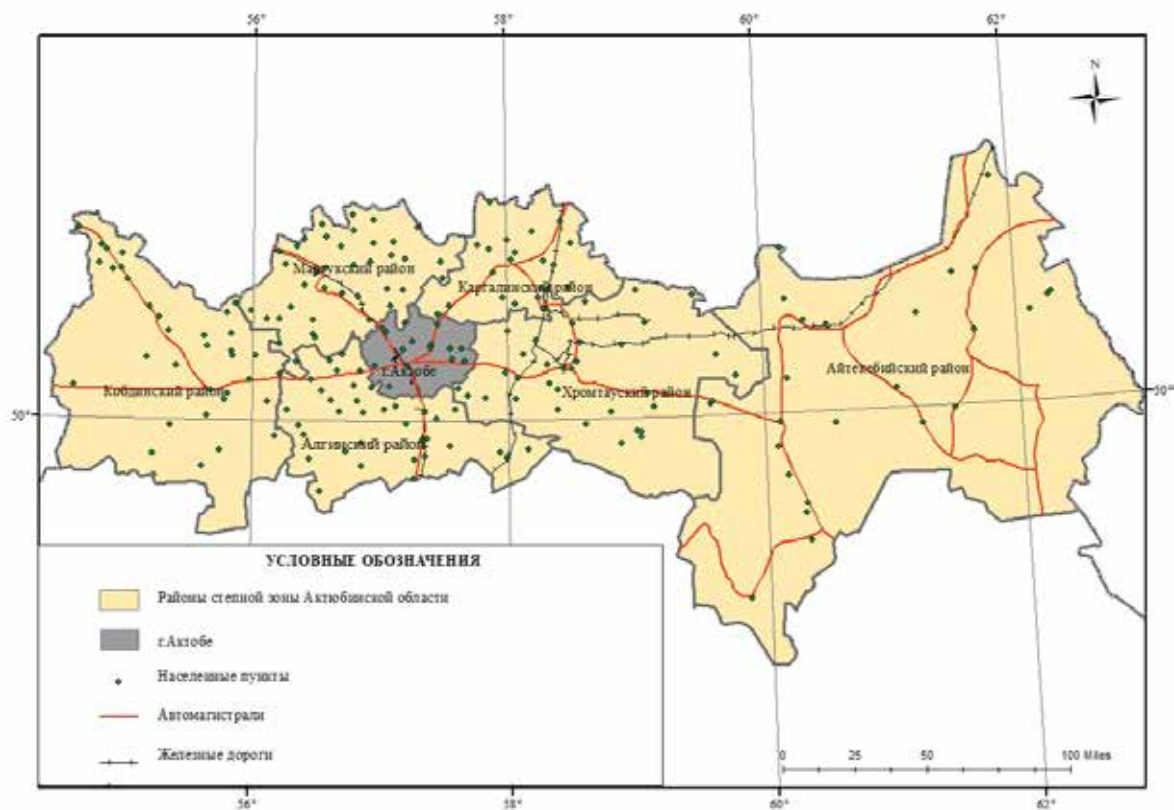 56° 58° 60° 62°
N
Мартукский район
Каргалинский район
г.Актобе
Кобдинский район
Хромтауский район
Айтекебийский район
50° 50°
Алгинский район
УСЛОВНЫЕ ОБОЗНАЧЕНИЯ
Районы степной зоны Актюбинской области
г.Актобе
Населенные пункты
Автомагистрали
Железные дороги
0 25 50 100 Miles
56° 58° 60° 62°